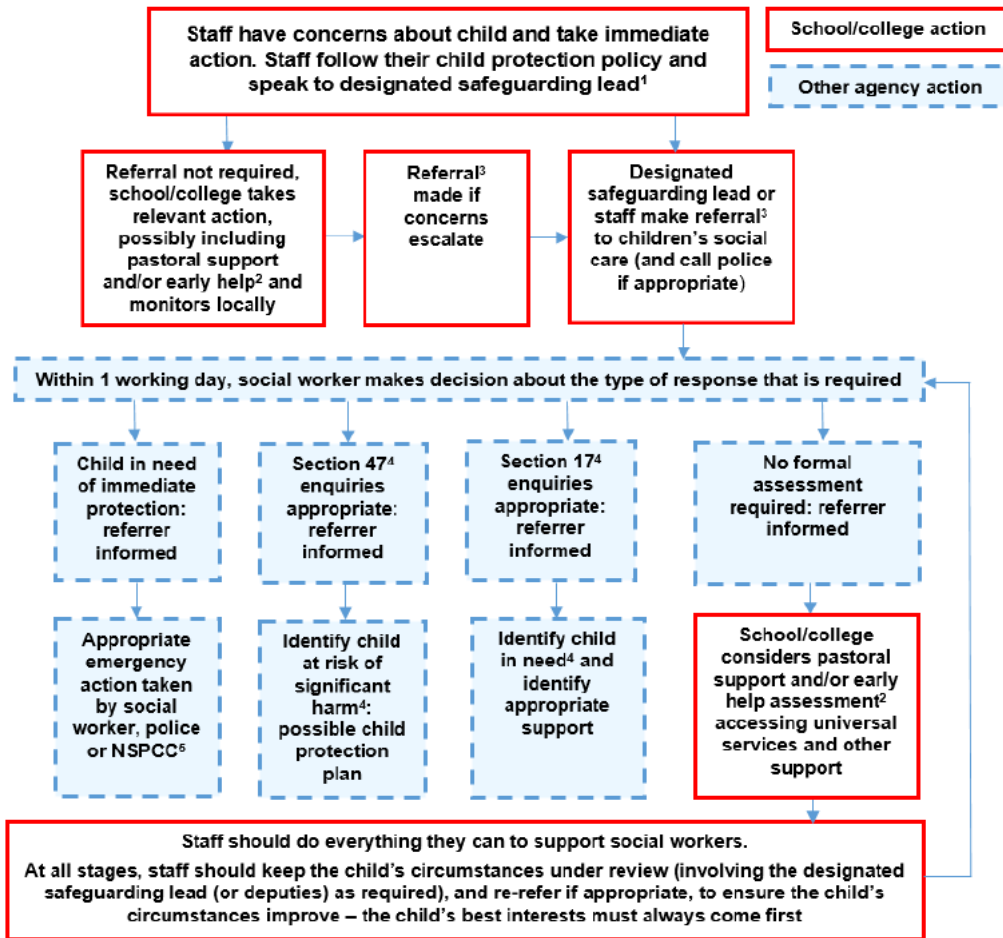 Staff have concerns about child and take immediate
action. Staff follow their child protection policy and
speak to designated safeguarding lead¹
School/college action
Other agency action
Referral not required,
school/college takes
relevant action,
possibly including
pastoral support
and/or early help² and
monitors locally
Referral³
made if
concerns
escalate
Designated
safeguarding lead or
staff make referral³
to children’s social
care (and call police
if appropriate)
Within 1 working day, social worker makes decision about the type of response that is required
Child in need
of immediate
protection:
referrer
informed
Section 47⁴
enquiries
appropriate:
referrer
informed
Section 17⁴
enquiries
appropriate:
referrer
informed
No formal
assessment
required: referrer
informed
Appropriate
emergency
action taken
by social
worker, police
or NSPCC⁵
Identify child
at risk of
significant
harm⁴:
possible child
protection
plan
Identify child
in need⁴ and
identify
appropriate
support
School/college
considers pastoral
support and/or early
help assessment²
accessing universal
services and other
support
Staff should do everything they can to support social workers.
At all stages, staff should keep the child’s circumstances under review (involving the designated
safeguarding lead (or deputies) as required), and re-refer if appropriate, to ensure the child’s
circumstances improve – the child’s best interests must always come first